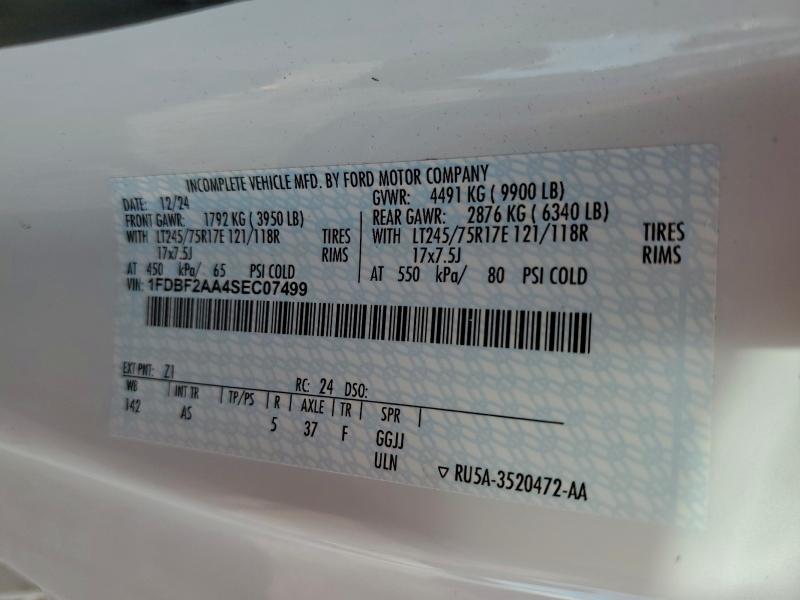 INCOMPLETE VEHICLE MFD. BY FORD MOTOR COMPANY
DATE: 12/24 GVWR: 4491 KG ( 9900 LB)
FRONT GAWR: 1792 KG ( 3950 LB) REAR GAWR: 2876 KG ( 6340 LB)
WITH LT245/75R17E 121/118R TIRES WITH LT245/75R17E 121/118R TIRES
17x7.5J RIMS 17x7.5J RIMS
AT 450 kPa/ 65 PSI COLD AT 550 kPa/ 80 PSI COLD
VIN: 1FDBF2AA4SEC07499
EXT PNT: Z1 RC: 24 DSO:
WB INT TR TP/PS R AXLE TR SPR
142 AS 5 37 F GGJJ
ULN
▽ RU5A-3520472-AA